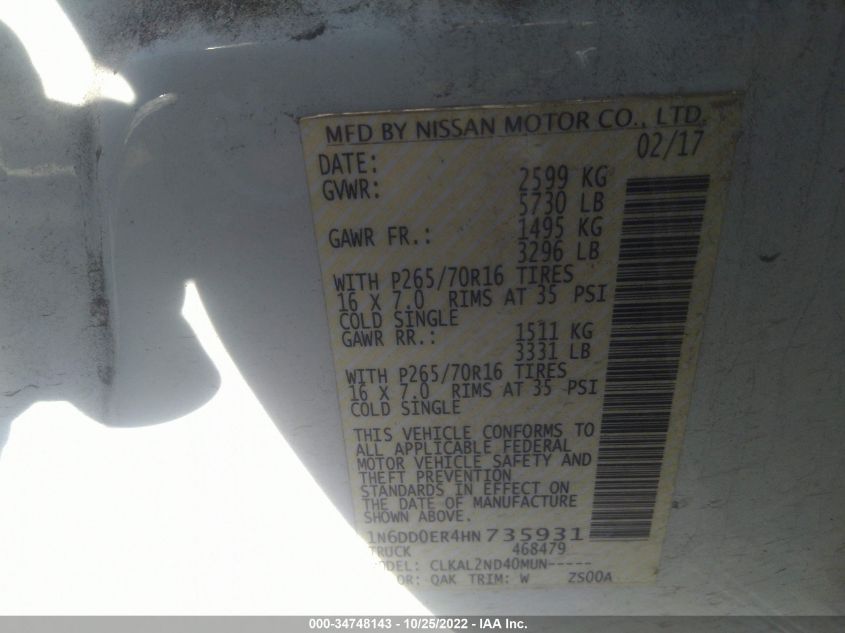 MFD BY NISSAN MOTOR CO., LTD.
DATE: 02/17
GVWR: 2599 KG
5730 LB
GAWR FR.: 1495 KG
3296 LB
WITH P265/70R16 TIRES
16 X 7.0 RIMS AT 35 PSI
COLD SINGLE
GAWR RR.: 1511 KG
3331 LB
WITH P265/70R16 TIRES
16 X 7.0 RIMS AT 35 PSI
COLD SINGLE
THIS VEHICLE CONFORMS TO
ALL APPLICABLE FEDERAL
MOTOR VEHICLE SAFETY AND
THEFT PREVENTION
STANDARDS IN EFFECT ON
THE DATE OF MANUFACTURE
SHOWN ABOVE.
1N6DD0ER4HN735931
TRUCK 468479
ODEL: CLKAL2ND40MUN-----
OR: QAK TRIM: W ZS00A
000-34748143 - 10/25/2022 - IAA Inc.